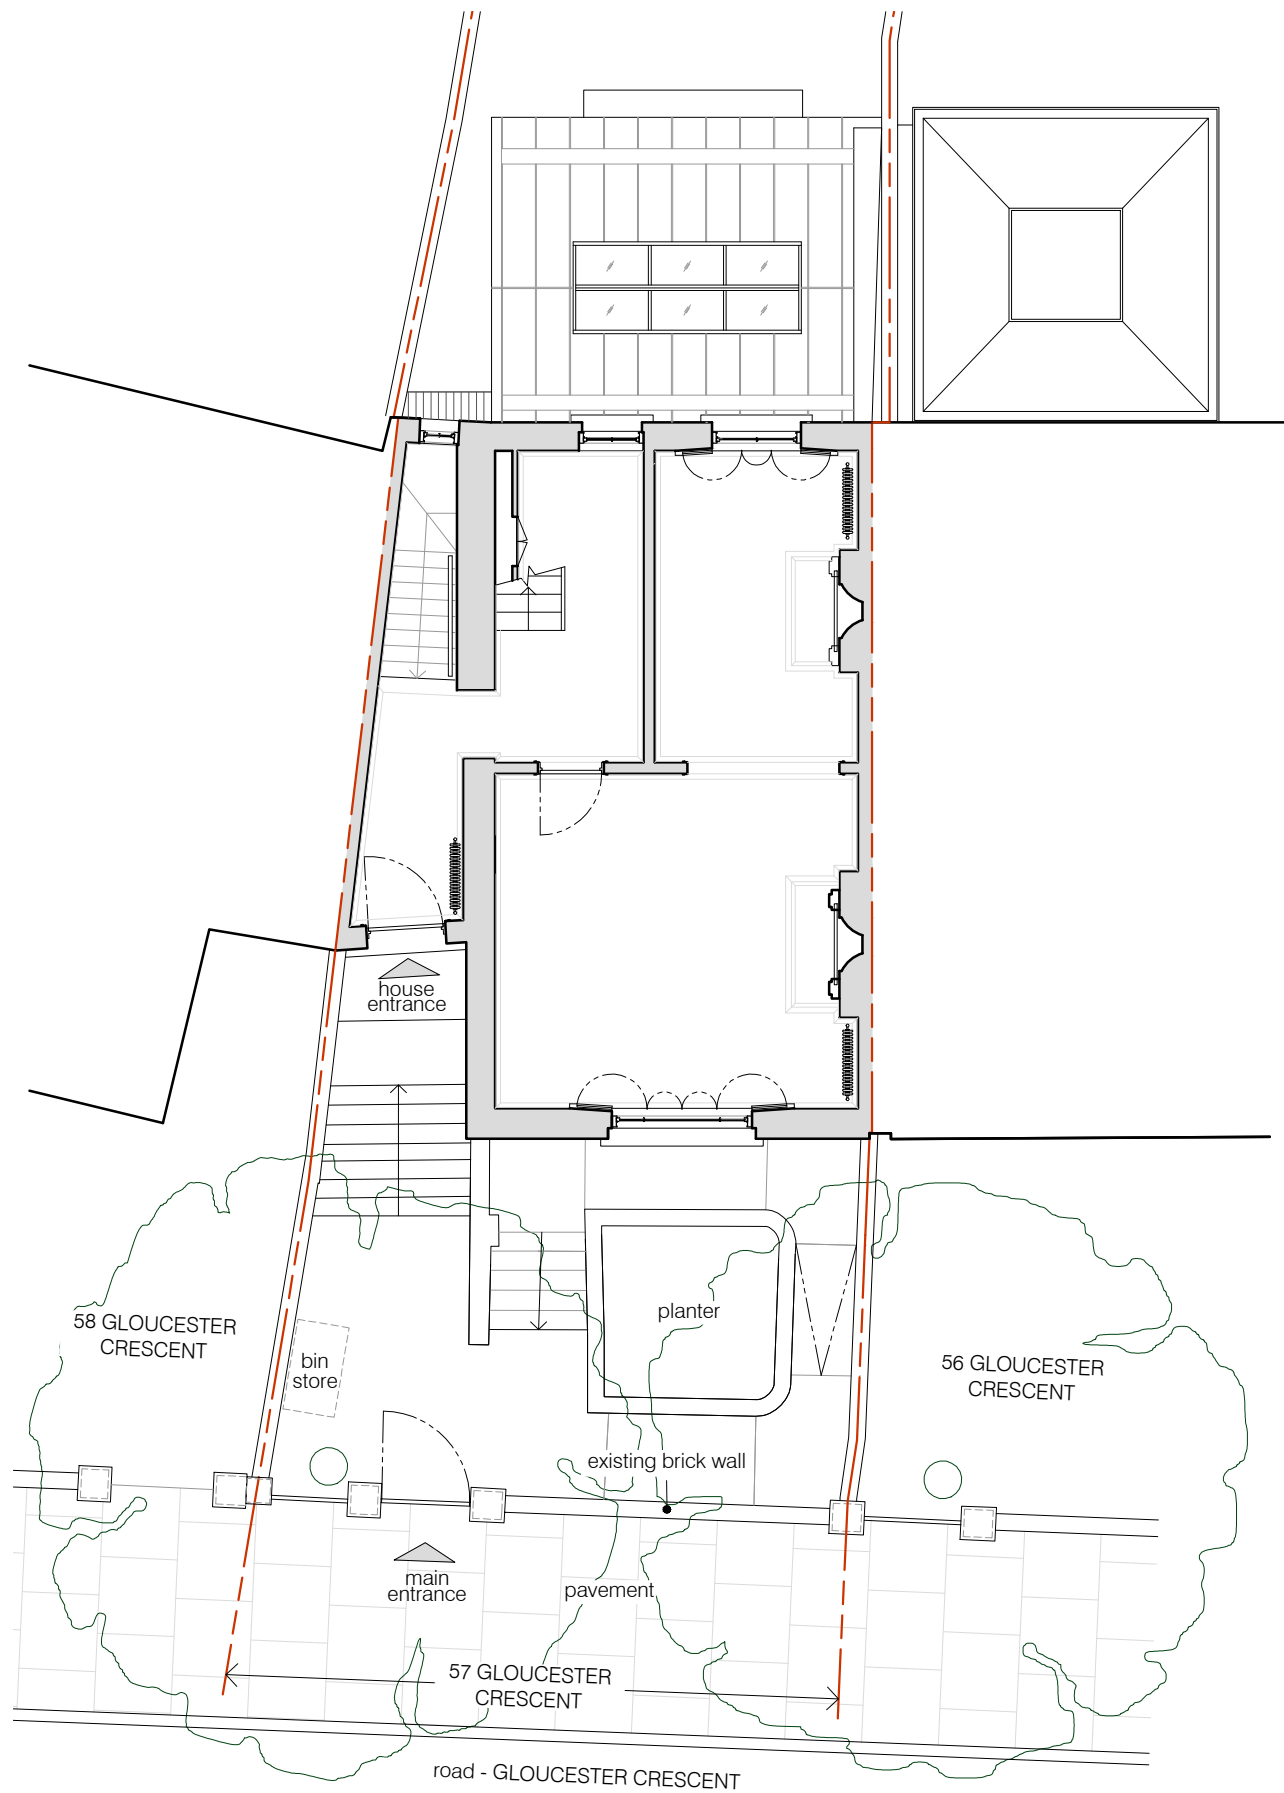 house
entrance
planter
58 GLOUCESTER
CRESCENT
bin
store
56 GLOUCESTER
CRESCENT
existing brick wall
main
entrance
pavement
57 GLOUCESTER
CRESCENT
road - GLOUCESTER CRESCENT